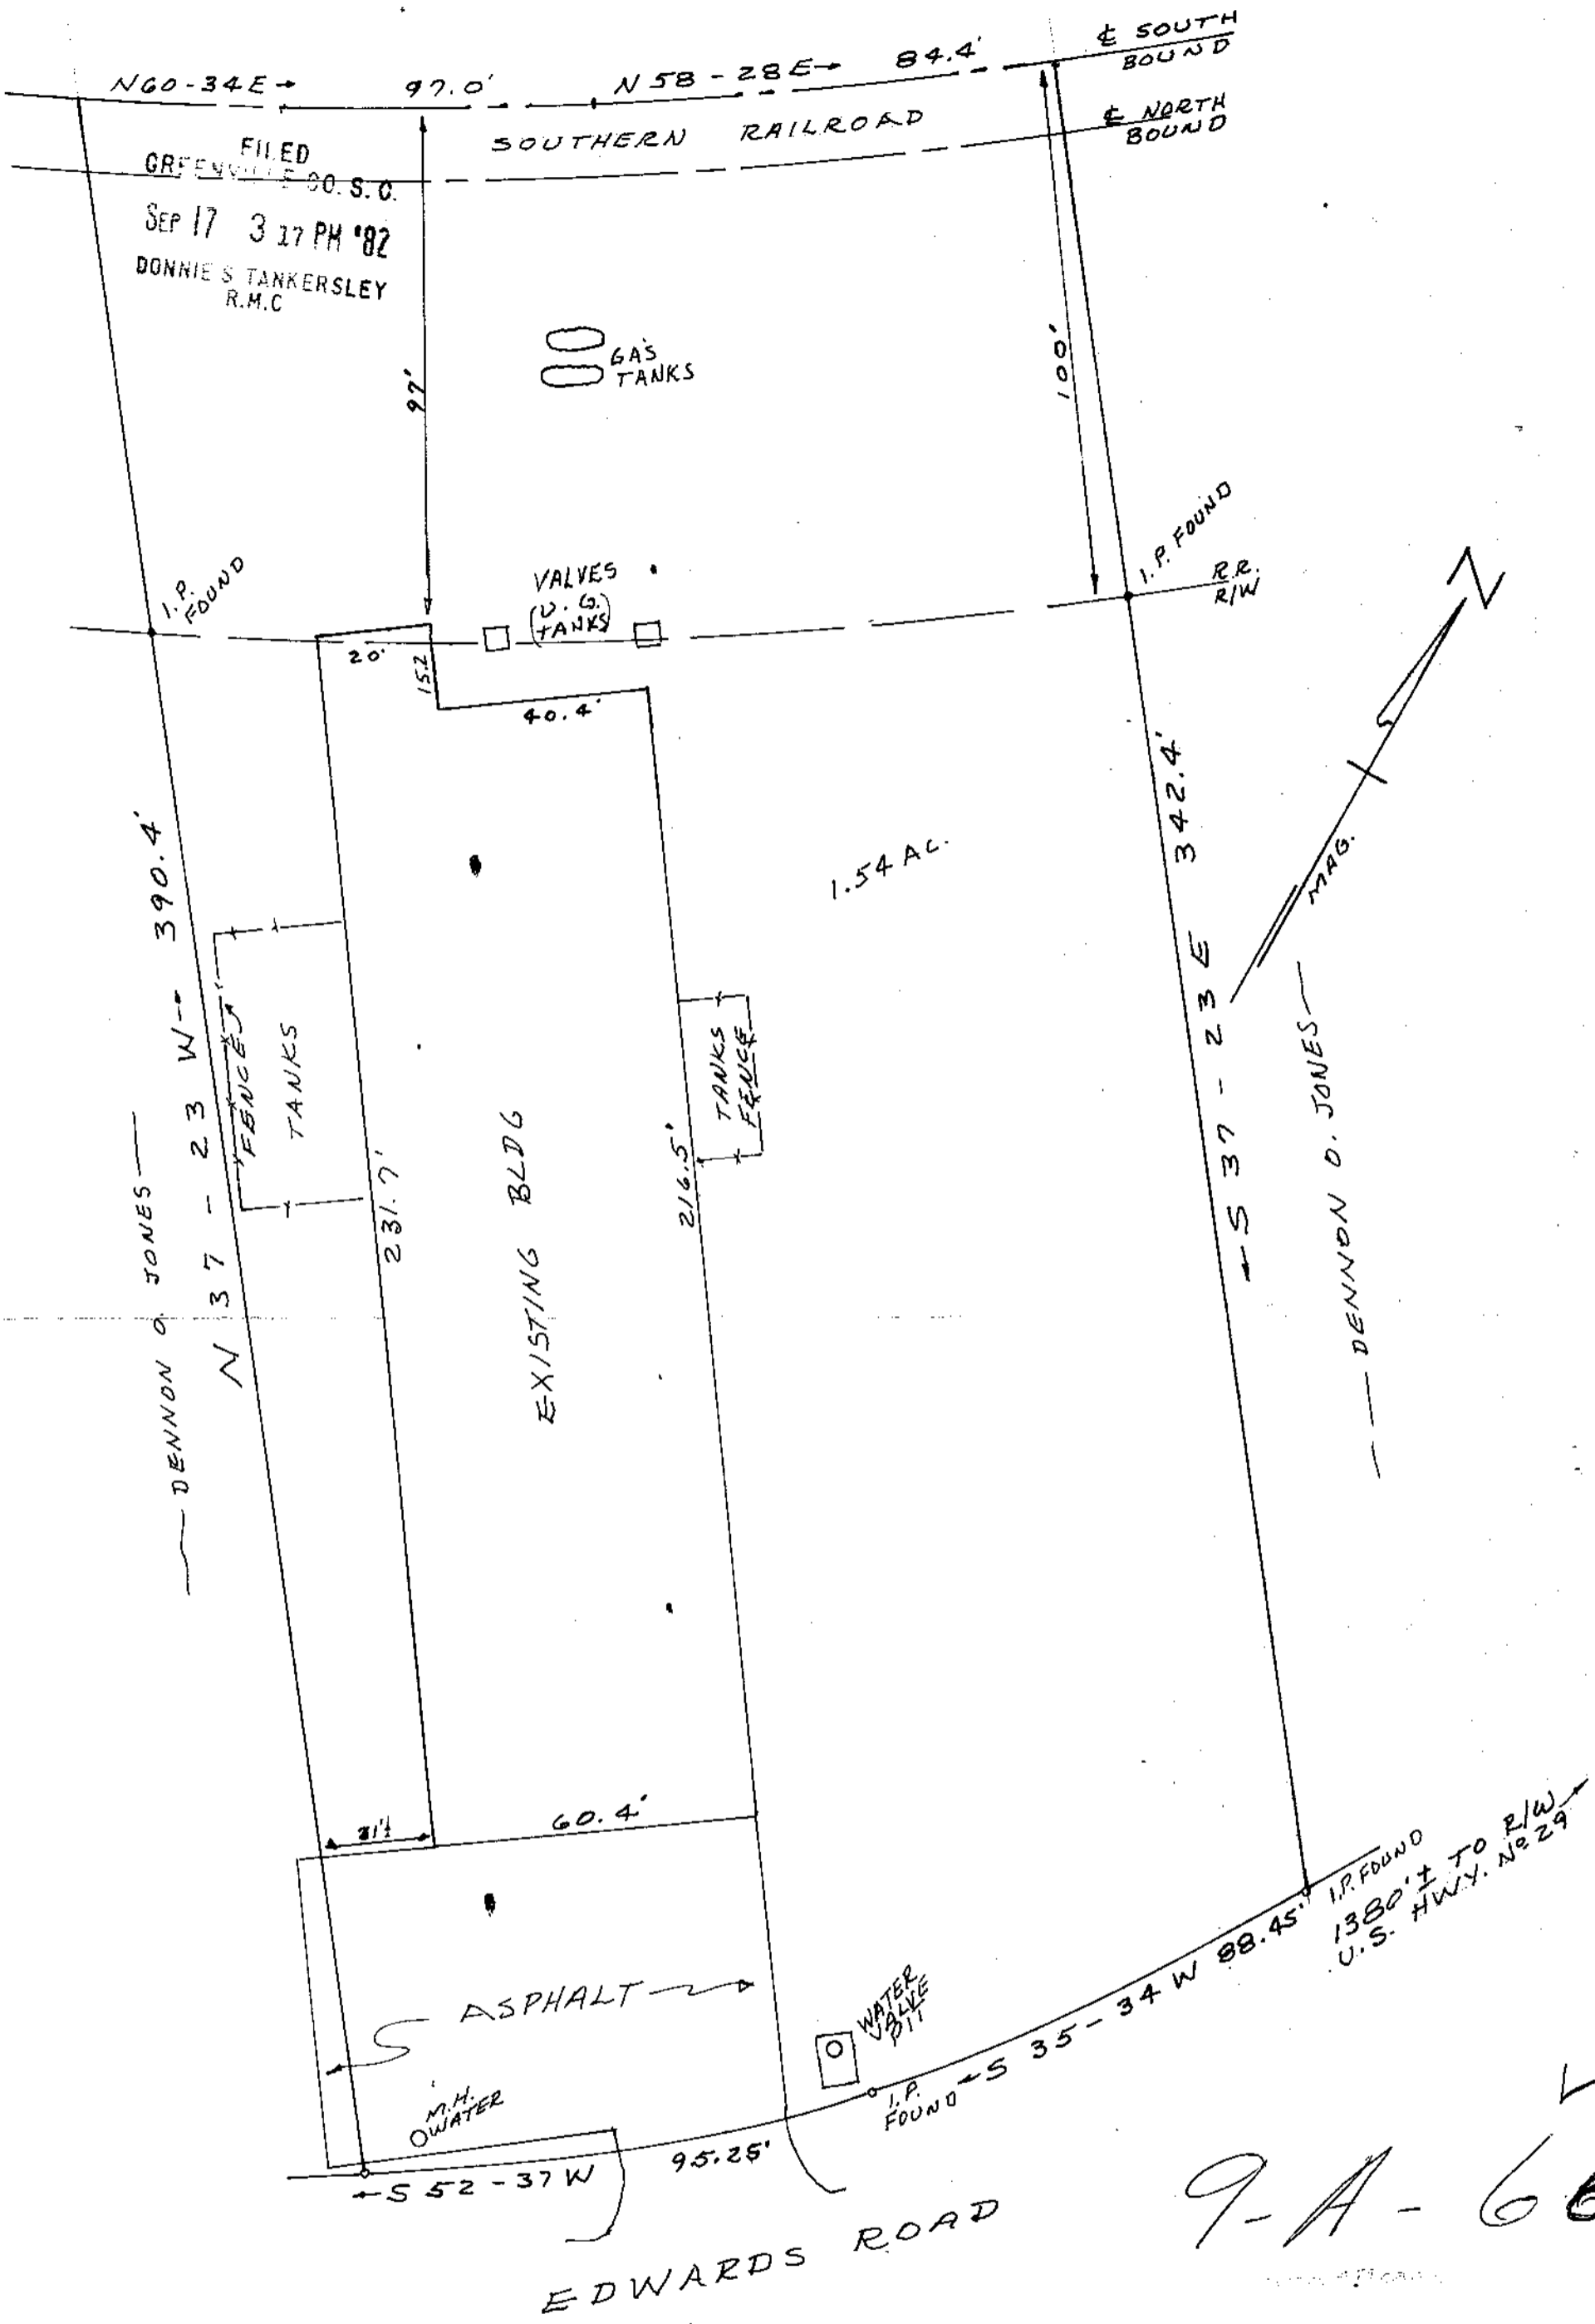 N60-34E→ 97.0' N 58-28E→ 84.4'
℄ SOUTH
BOUND
℄ NORTH
BOUND
SOUTHERN RAILROAD
FILED
GREENVILLE CO. S. C.
SEP 17 3 17 PM '82
DONNIE S TANKERSLEY
R.M.C
97'
GAS
TANKS
100'
I.P.
FOUND
VALVES
(U. G.
TANKS)
I.P. FOUND
R.R.
R/W
N
20'
15.2
40.4'
MAG.
1.54 AC.
N 37 - 23 W→ 390.4'
←S 37 - 23 E 342.4'
FENCE
TANKS
TANKS
FENCE
231.7'
EXISTING BLDG
216.5'
DENNON O. JONES
DENNON O. JONES
31'±
60.4'
I.P. FOUND
1380'± TO R/W
U.S. HWY. Nº 29
ASPHALT
WATER
VALVE
PIT
←S 35-34 W 88.45'
I.P.
FOUND
M.H.
WATER
←S 52-37 W 95.25'
EDWARDS ROAD
9-A-66